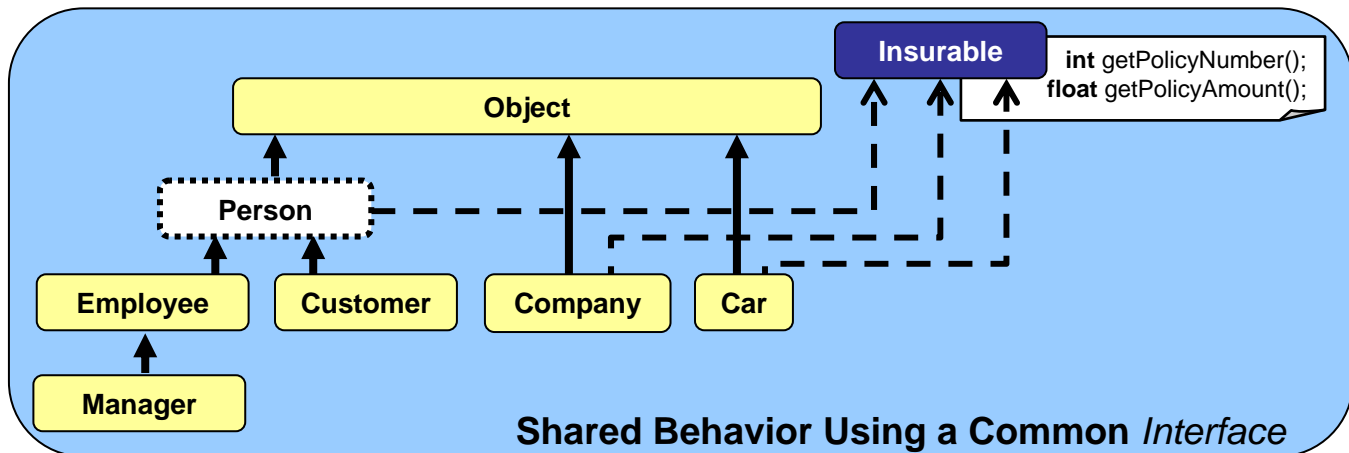 Insurable
int getPolicyNumber();
float getPolicyAmount();
Object
Person
Employee
Customer
Company
Car
Manager
Shared Behavior Using a Common Interface